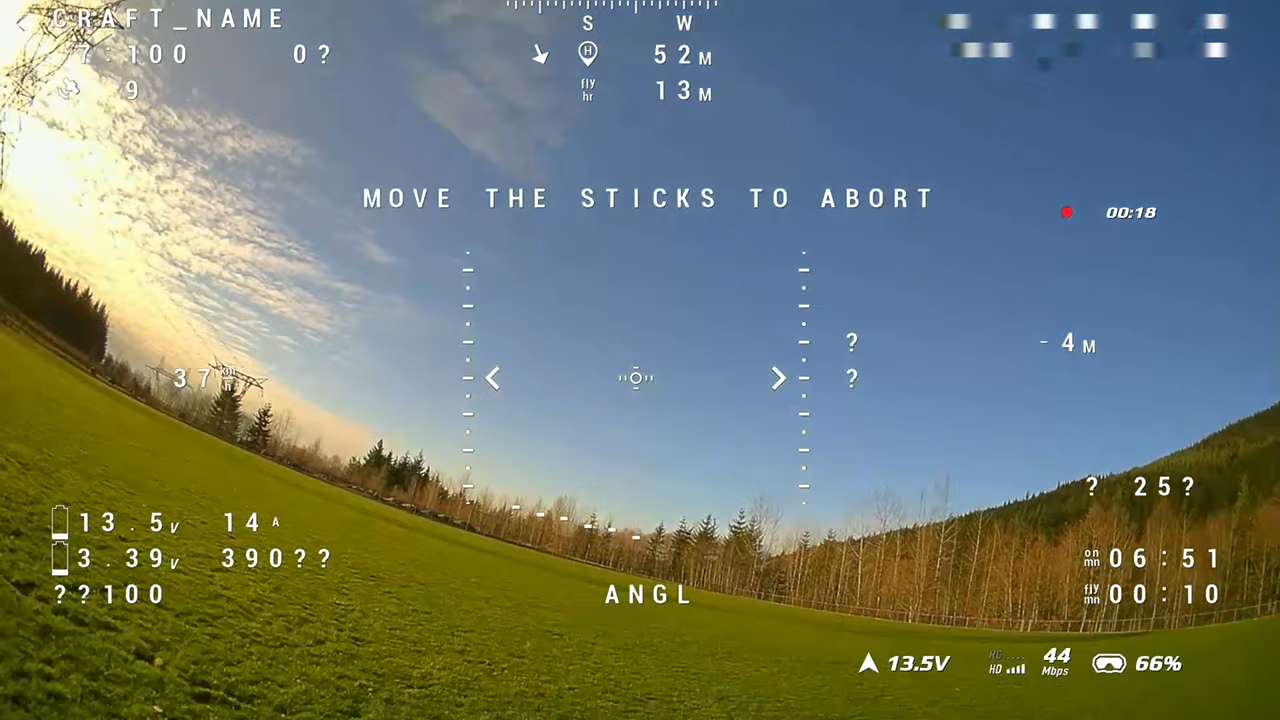 CRAFT_NAME
7:100 0?
9
S W
H
52M
fly hr 13M
MOVE THE STICKS TO ABORT
00:18
?
-4M
37 km/h
?
? 25?
13.5V 14A
3.39V 390??
??100
on mn 06:51
fly mn 00:10
ANGL
13.5V
RC
HD
44 Mbps
66%